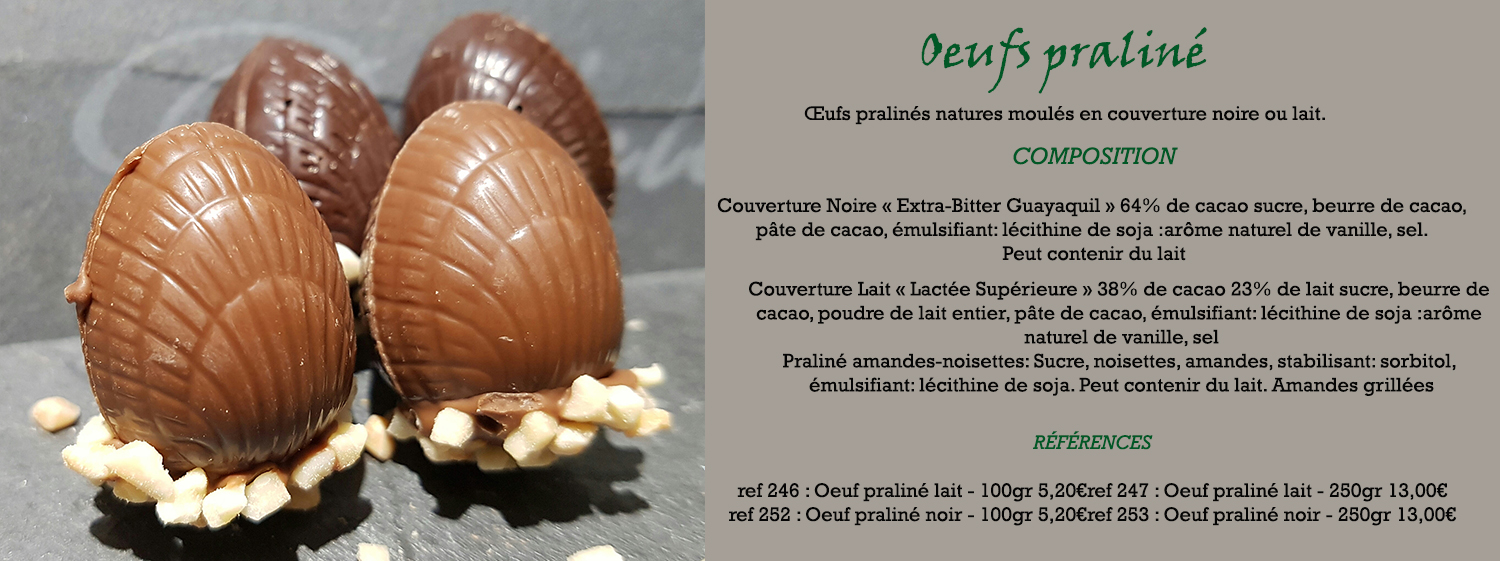 Oeufs praliné
Œufs pralinés natures moulés en couverture noire ou lait.
COMPOSITION
Couverture Noire « Extra-Bitter Guayaquil » 64% de cacao sucre, beurre de cacao,
pâte de cacao, émulsifiant: lécithine de soja :arôme naturel de vanille, sel.
Peut contenir du lait
Couverture Lait « Lactée Supérieure » 38% de cacao 23% de lait sucre, beurre de
cacao, poudre de lait entier, pâte de cacao, émulsifiant: lécithine de soja :arôme
naturel de vanille, sel
Praliné amandes-noisettes: Sucre, noisettes, amandes, stabilisant: sorbitol,
émulsifiant: lécithine de soja. Peut contenir du lait. Amandes grillées
RÉFÉRENCES
ref 246 : Oeuf praliné lait - 100gr 5,20€ref 247 : Oeuf praliné lait - 250gr 13,00€
ref 252 : Oeuf praliné noir - 100gr 5,20€ref 253 : Oeuf praliné noir - 250gr 13,00€